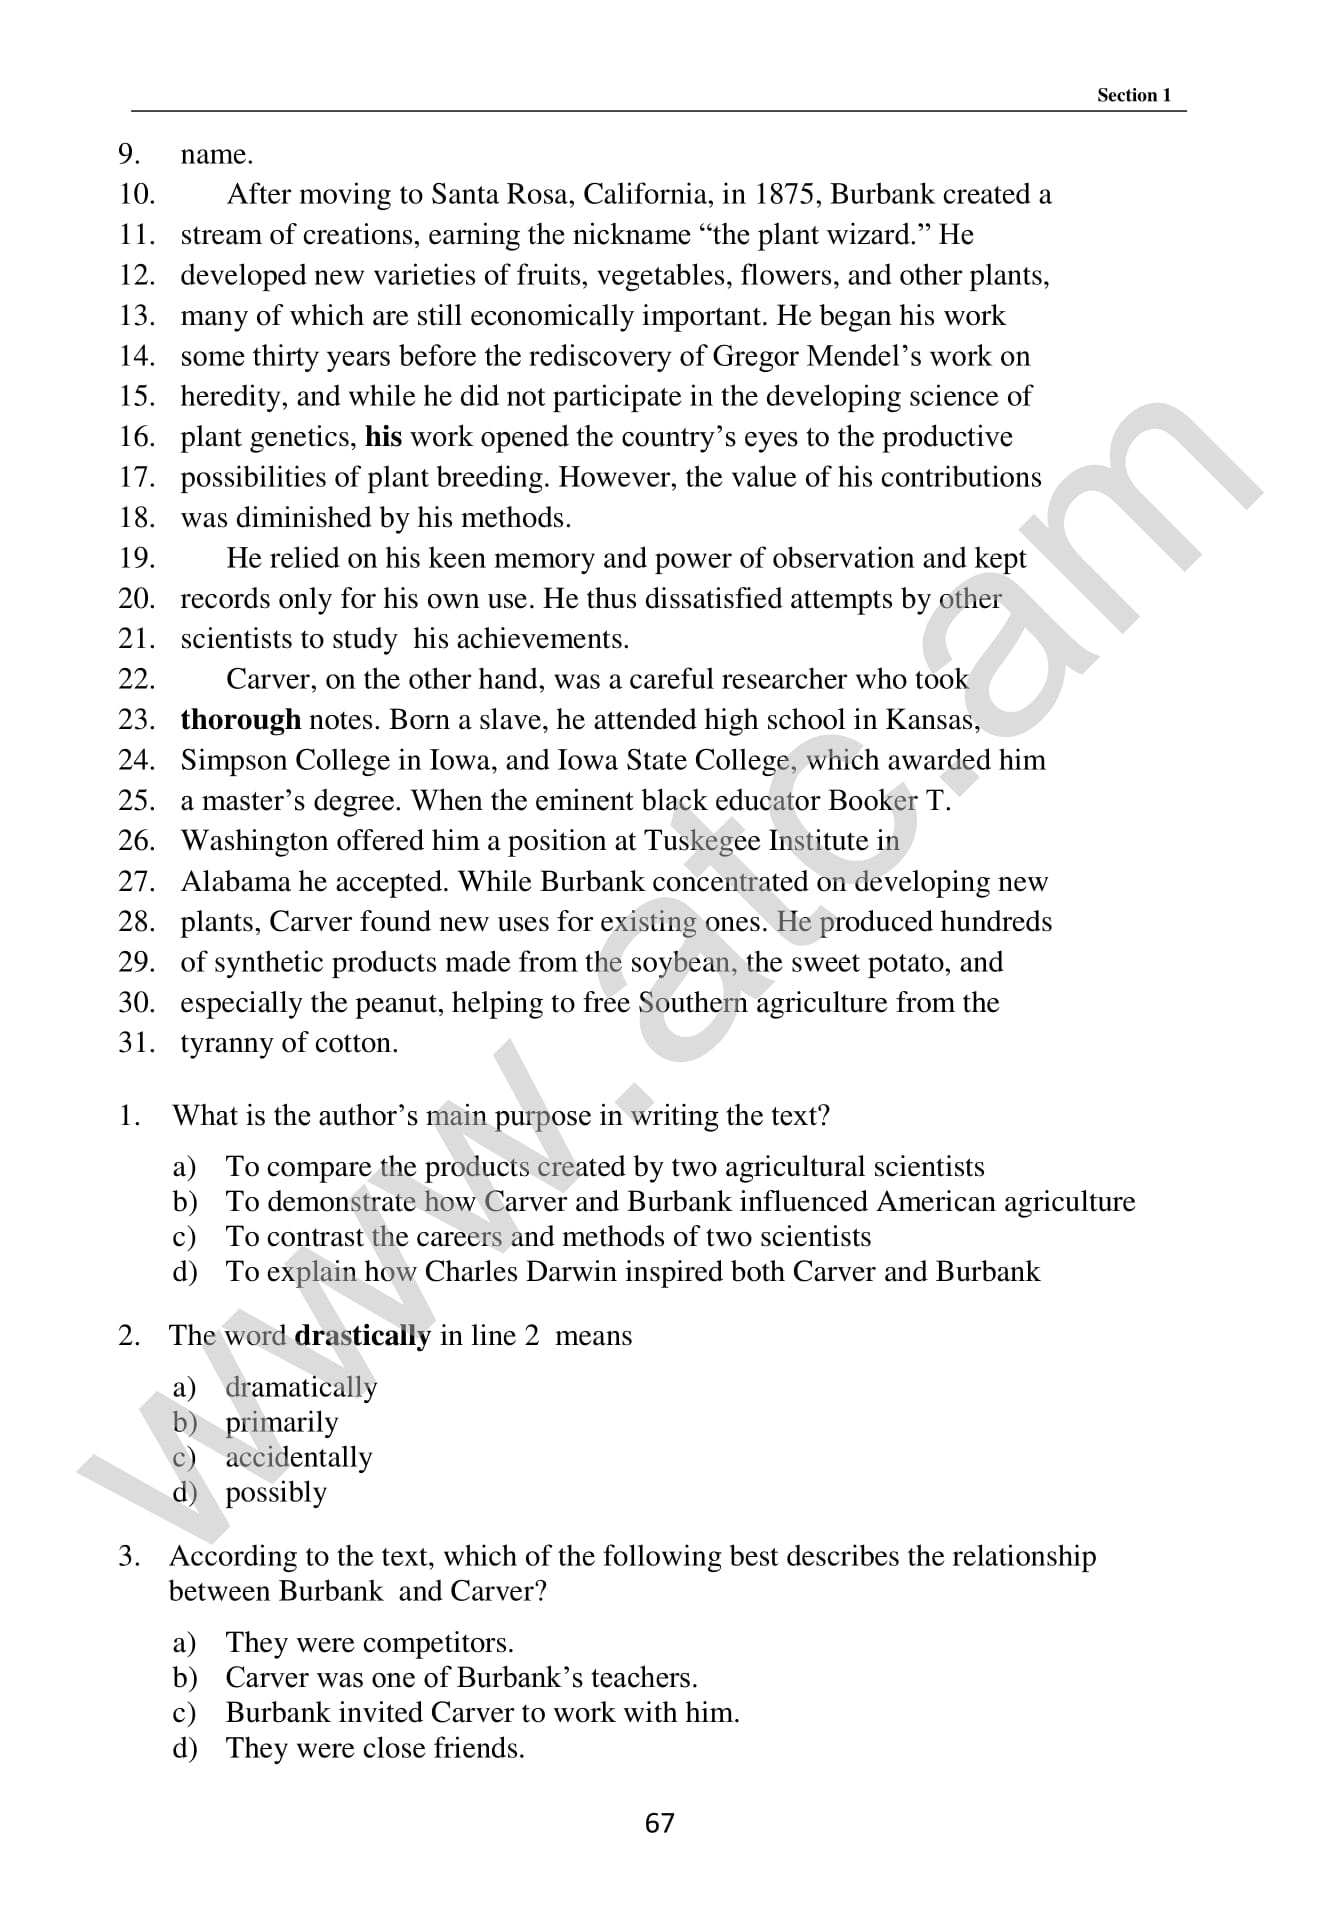 Section 1
9. name.
10. After moving to Santa Rosa, California, in 1875, Burbank created a
11. stream of creations, earning the nickname “the plant wizard.” He
12. developed new varieties of fruits, vegetables, flowers, and other plants,
13. many of which are still economically important. He began his work
14. some thirty years before the rediscovery of Gregor Mendel’s work on
15. heredity, and while he did not participate in the developing science of
16. plant genetics, his work opened the country’s eyes to the productive
17. possibilities of plant breeding. However, the value of his contributions
18. was diminished by his methods.
19. He relied on his keen memory and power of observation and kept
20. records only for his own use. He thus dissatisfied attempts by other
21. scientists to study his achievements.
22. Carver, on the other hand, was a careful researcher who took
23. thorough notes. Born a slave, he attended high school in Kansas,
24. Simpson College in Iowa, and Iowa State College, which awarded him
25. a master’s degree. When the eminent black educator Booker T.
26. Washington offered him a position at Tuskegee Institute in
27. Alabama he accepted. While Burbank concentrated on developing new
28. plants, Carver found new uses for existing ones. He produced hundreds
29. of synthetic products made from the soybean, the sweet potato, and
30. especially the peanut, helping to free Southern agriculture from the
31. tyranny of cotton.
1. What is the author’s main purpose in writing the text?
a) To compare the products created by two agricultural scientists
b) To demonstrate how Carver and Burbank influenced American agriculture
c) To contrast the careers and methods of two scientists
d) To explain how Charles Darwin inspired both Carver and Burbank
2. The word drastically in line 2 means
a) dramatically
b) primarily
c) accidentally
d) possibly
3. According to the text, which of the following best describes the relationship
between Burbank and Carver?
a) They were competitors.
b) Carver was one of Burbank’s teachers.
c) Burbank invited Carver to work with him.
d) They were close friends.
67
www.atc.am